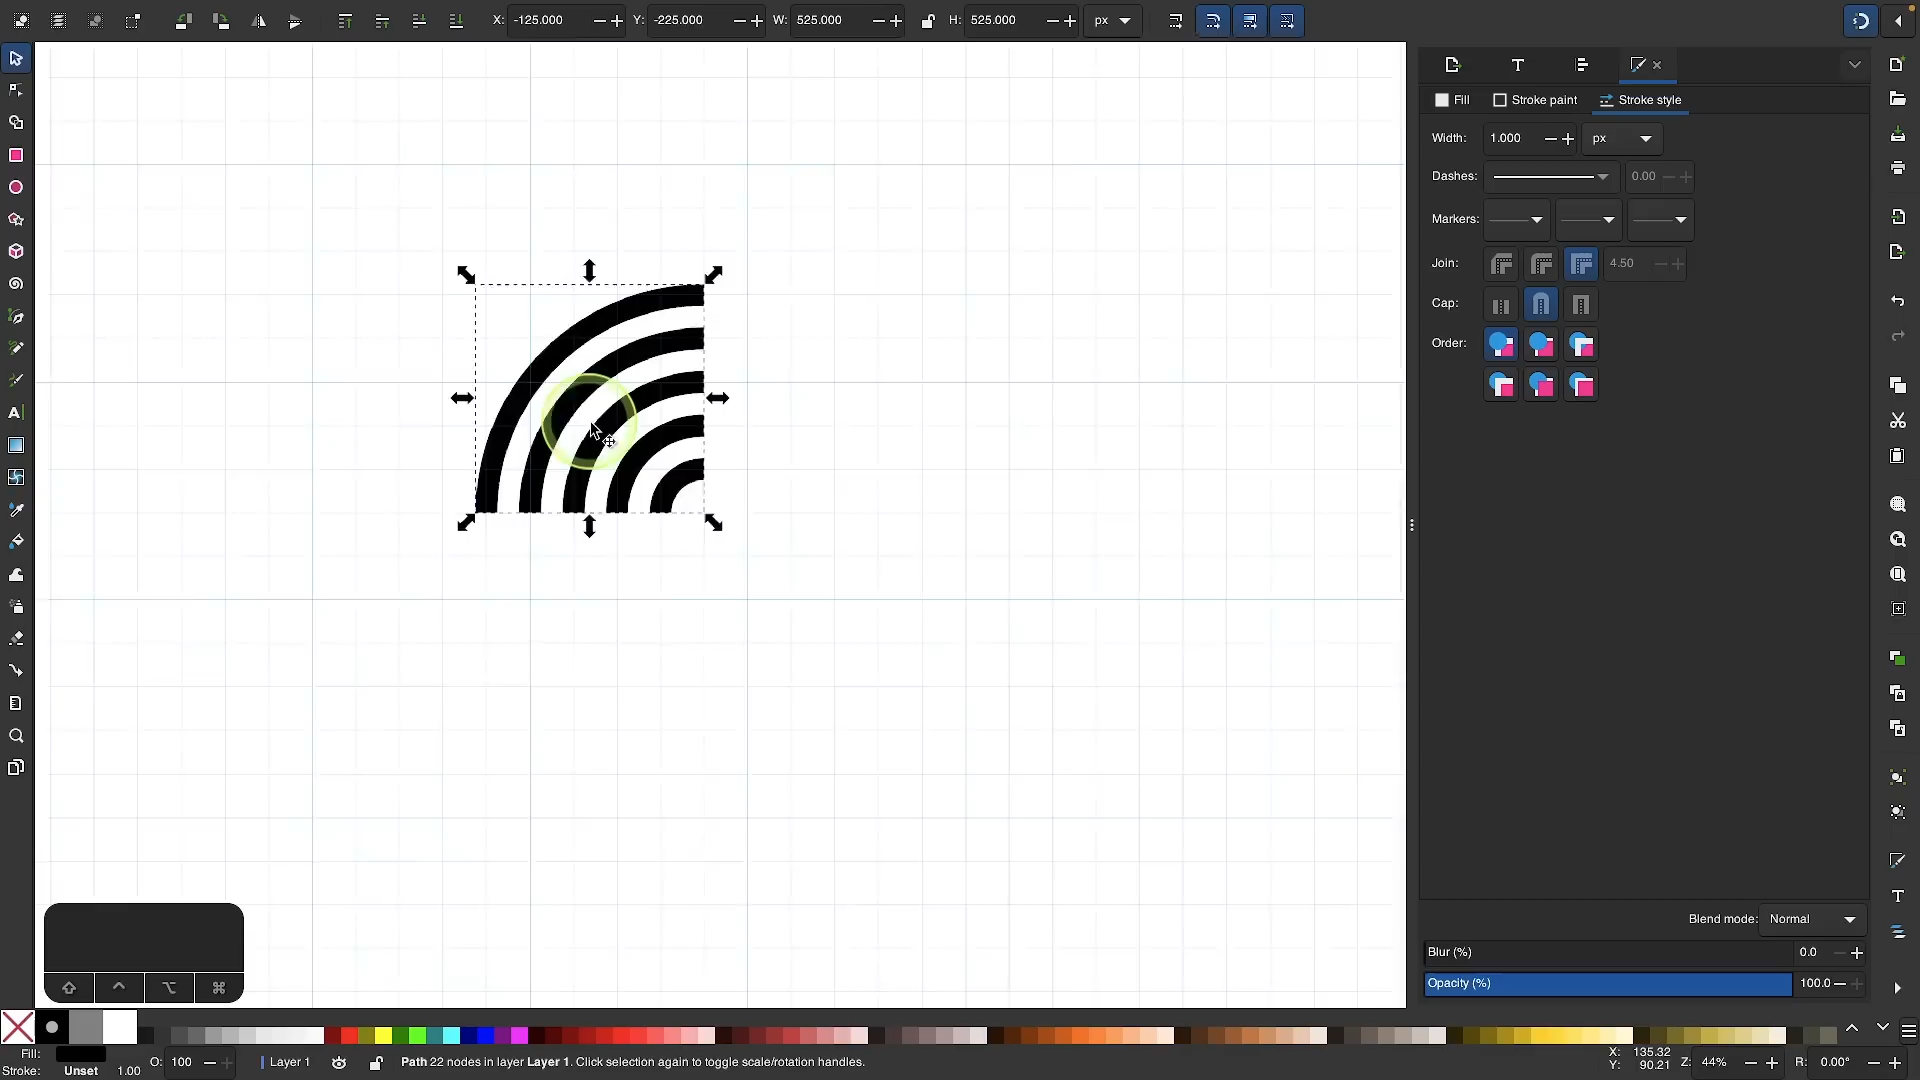 X: -125.000 Y: -225.000 W: 525.000 H: 525.000 px
Fill Stroke paint Stroke style
Width: 1.000 px
Dashes: 0.00
Markers:
Join: 4.50
Cap:
Order:
Blend mode: Normal
Blur (%) 0.0
Opacity (%) 100.0
Fill:
Stroke: Unset 1.00
O: 100
Layer 1
Path 22 nodes in layer Layer 1. Click selection again to toggle scale/rotation handles.
X: 135.32
Y: 90.21
Z: 44%
R: 0.00°